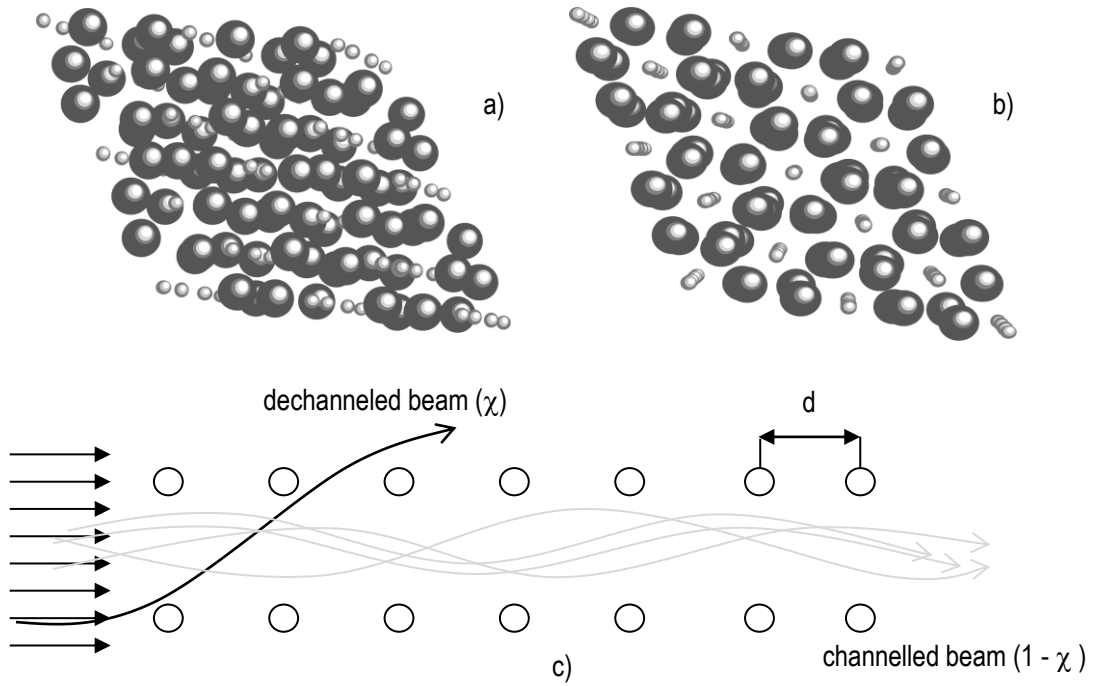 a)
b)
dechanneled beam (χ)
d
channelled beam (1 - χ )
c)